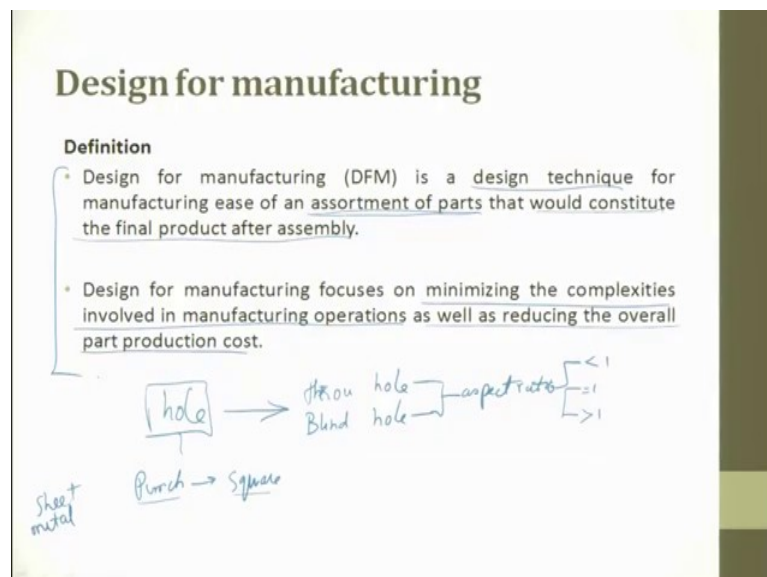 Design for manufacturing
Definition
• Design for manufacturing (DFM) is a design technique for
manufacturing ease of an assortment of parts that would constitute
the final product after assembly.
• Design for manufacturing focuses on minimizing the complexities
involved in manufacturing operations as well as reducing the overall
part production cost.
hole → throu hole aspect ratio < 1
Blind hole = 1
> 1
Punch → Square
Sheet
metal